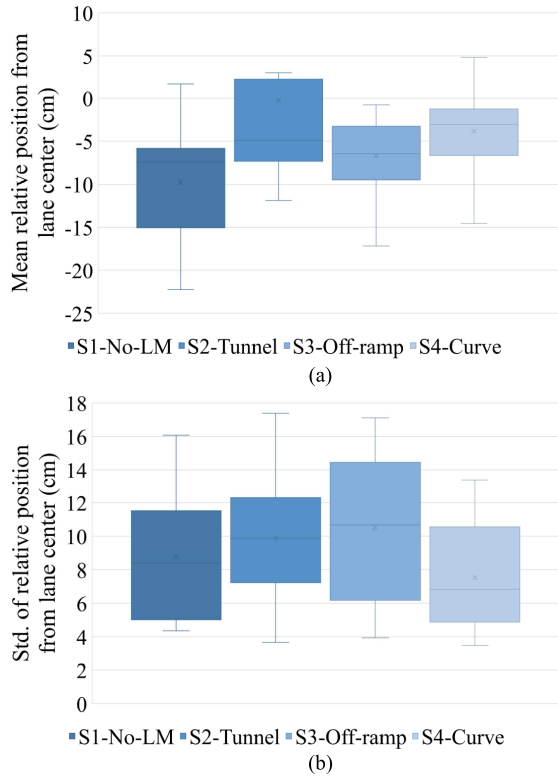 Mean relative position from
lane center (cm)
10
5
0
-5
-10
-15
-20
-25
S1-No-LM S2-Tunnel S3-Off-ramp S4-Curve
(a)
Std. of relative position
from lane center (cm)
18
16
14
12
10
8
6
4
2
0
S1-No-LM S2-Tunnel S3-Off-ramp S4-Curve
(b)